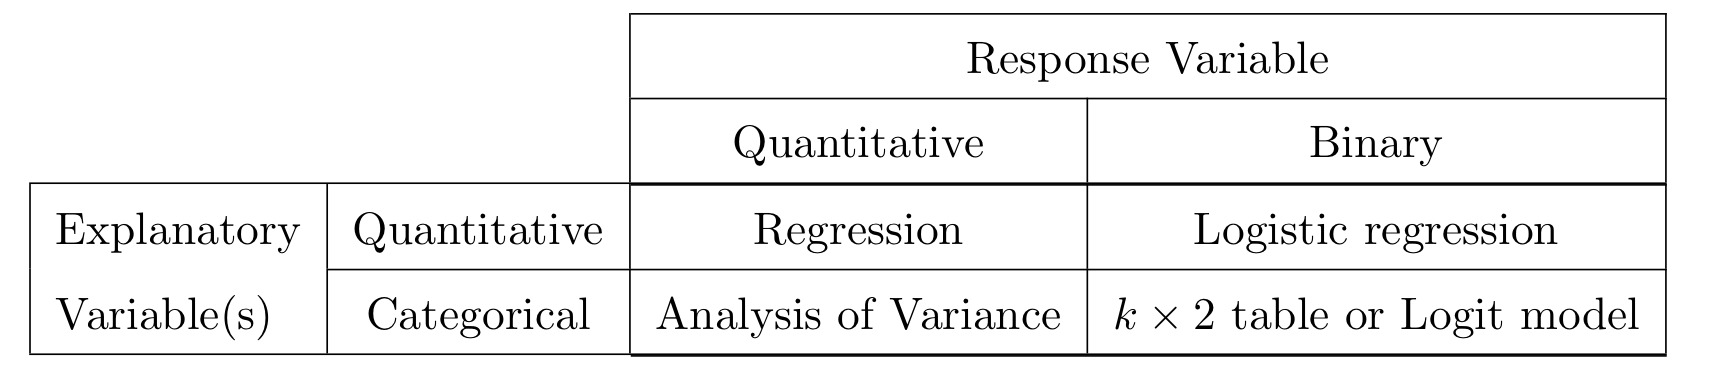 Response Variable
Quantitative Binary
Explanatory Quantitative Regression Logistic regression
Variable(s) Categorical Analysis of Variance k × 2 table or Logit model